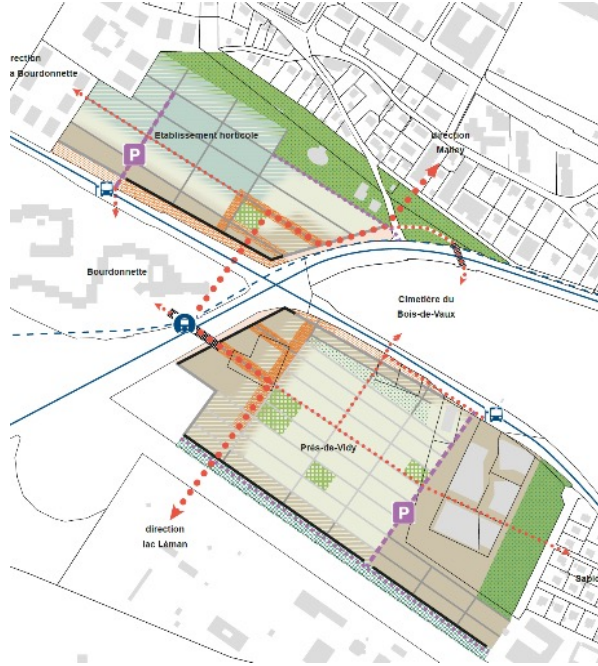 rection
a Bourdonnette
Etablissement horticole
direction
Malley
P
Bourdonnette
Cimetière du
Bois-de-Vaux
Prés-de-Vidy
P
direction
lac Léman